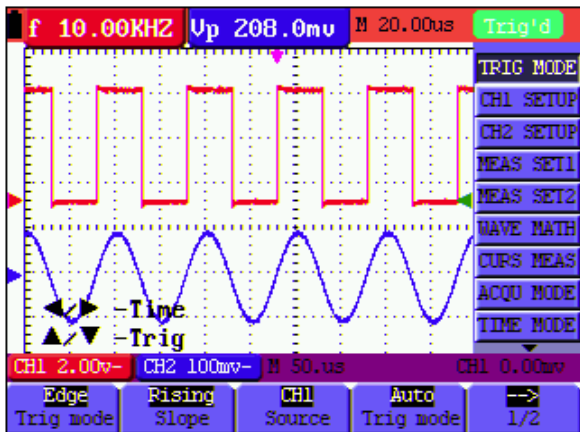 f 10.00KHZ Vp 208.0mv M 20.00us Trig'd
TRIG MODE
CH1 SETUP
CH2 SETUP
MEAS SET1
MEAS SET2
WAVE MATH
CURS MEAS
ACQU MODE
TIME MODE
◀/▶ -Time
▲/▼ -Trig
CH1 2.00v- CH2 100mv- M 50.us CH1 0.00mv
Edge Rising CH1 Auto -->
Trig mode Slope Source Trig mode 1/2